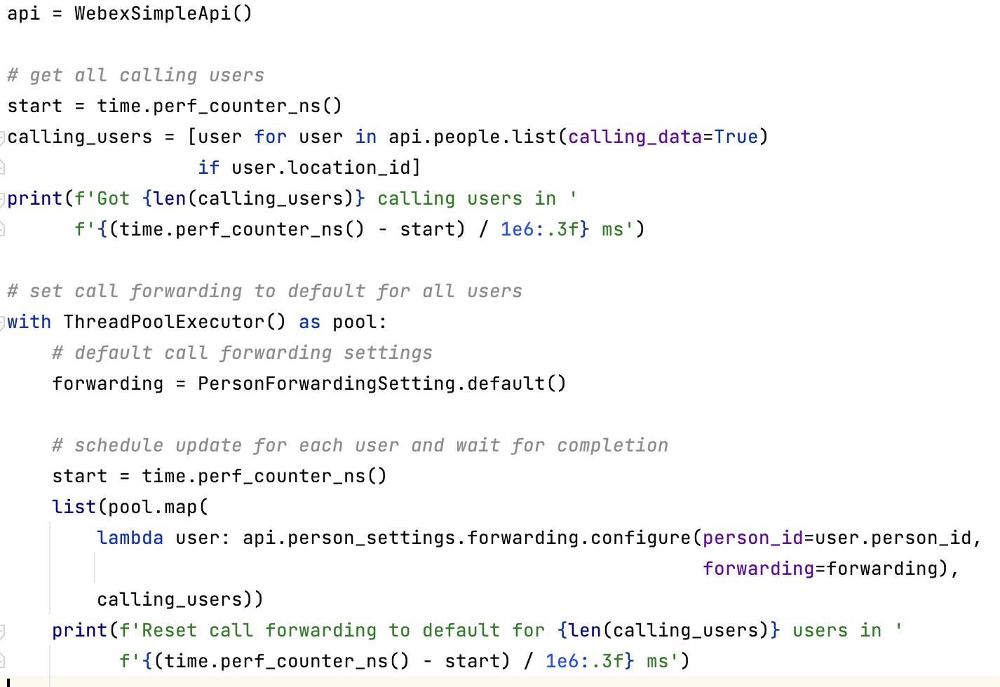 api = WebexSimpleApi()
# get all calling users
start = time.perf_counter_ns()
calling_users = [user for user in api.people.list(calling_data=True)
                 if user.location_id]
print(f'Got {len(calling_users)} calling users in '
      f'{(time.perf_counter_ns() - start) / 1e6:.3f} ms')
# set call forwarding to default for all users
with ThreadPoolExecutor() as pool:
    # default call forwarding settings
    forwarding = PersonForwardingSetting.default()
    # schedule update for each user and wait for completion
    start = time.perf_counter_ns()
    list(pool.map(
        lambda user: api.person_settings.forwarding.configure(person_id=user.person_id,
                                                              forwarding=forwarding),
        calling_users))
    print(f'Reset call forwarding to default for {len(calling_users)} users in '
          f'{(time.perf_counter_ns() - start) / 1e6:.3f} ms')